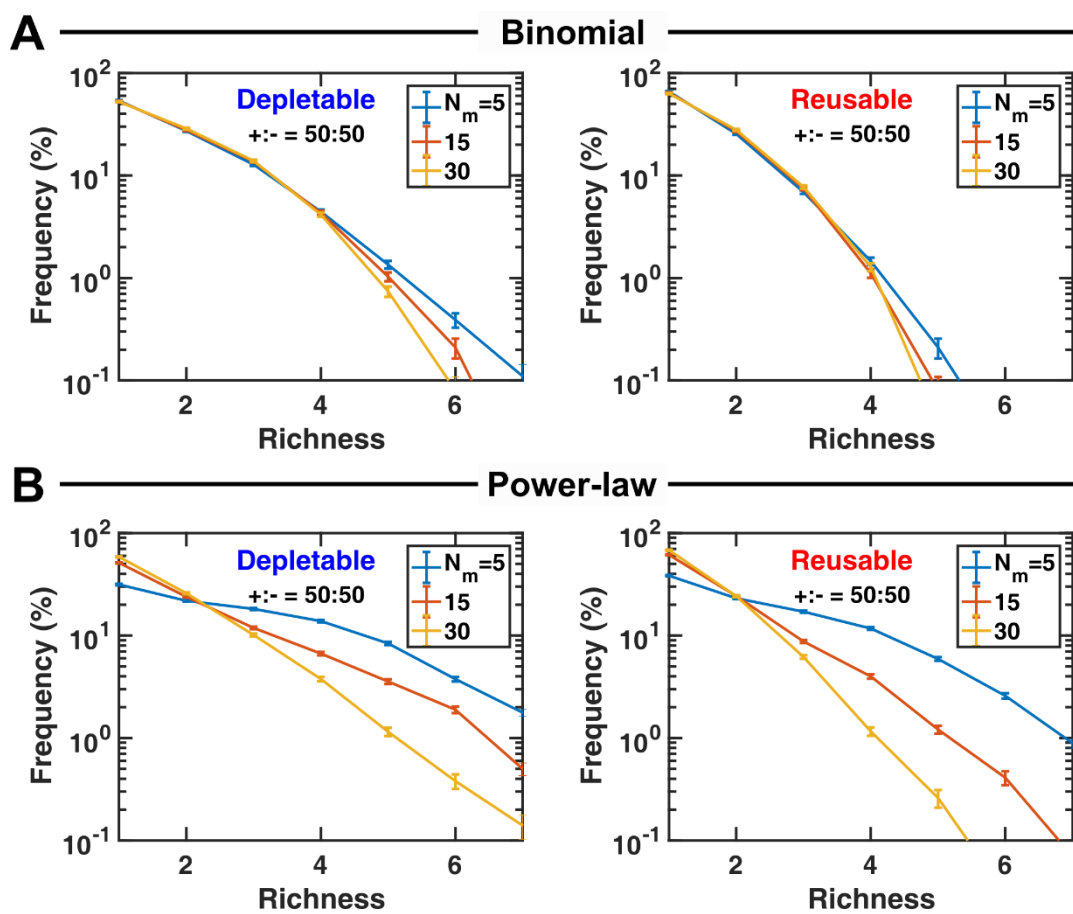 A
Binomial
Depletable
+:- = 50:50
N_m=5
15
30
10^2
10^1
10^0
10^-1
Frequency (%)
2
4
6
Richness
Reusable
+:- = 50:50
N_m=5
15
30
10^2
10^1
10^0
10^-1
Frequency (%)
2
4
6
Richness
B
Power-law
Depletable
+:- = 50:50
N_m=5
15
30
10^2
10^1
10^0
10^-1
Frequency (%)
2
4
6
Richness
Reusable
+:- = 50:50
N_m=5
15
30
10^2
10^1
10^0
10^-1
Frequency (%)
2
4
6
Richness